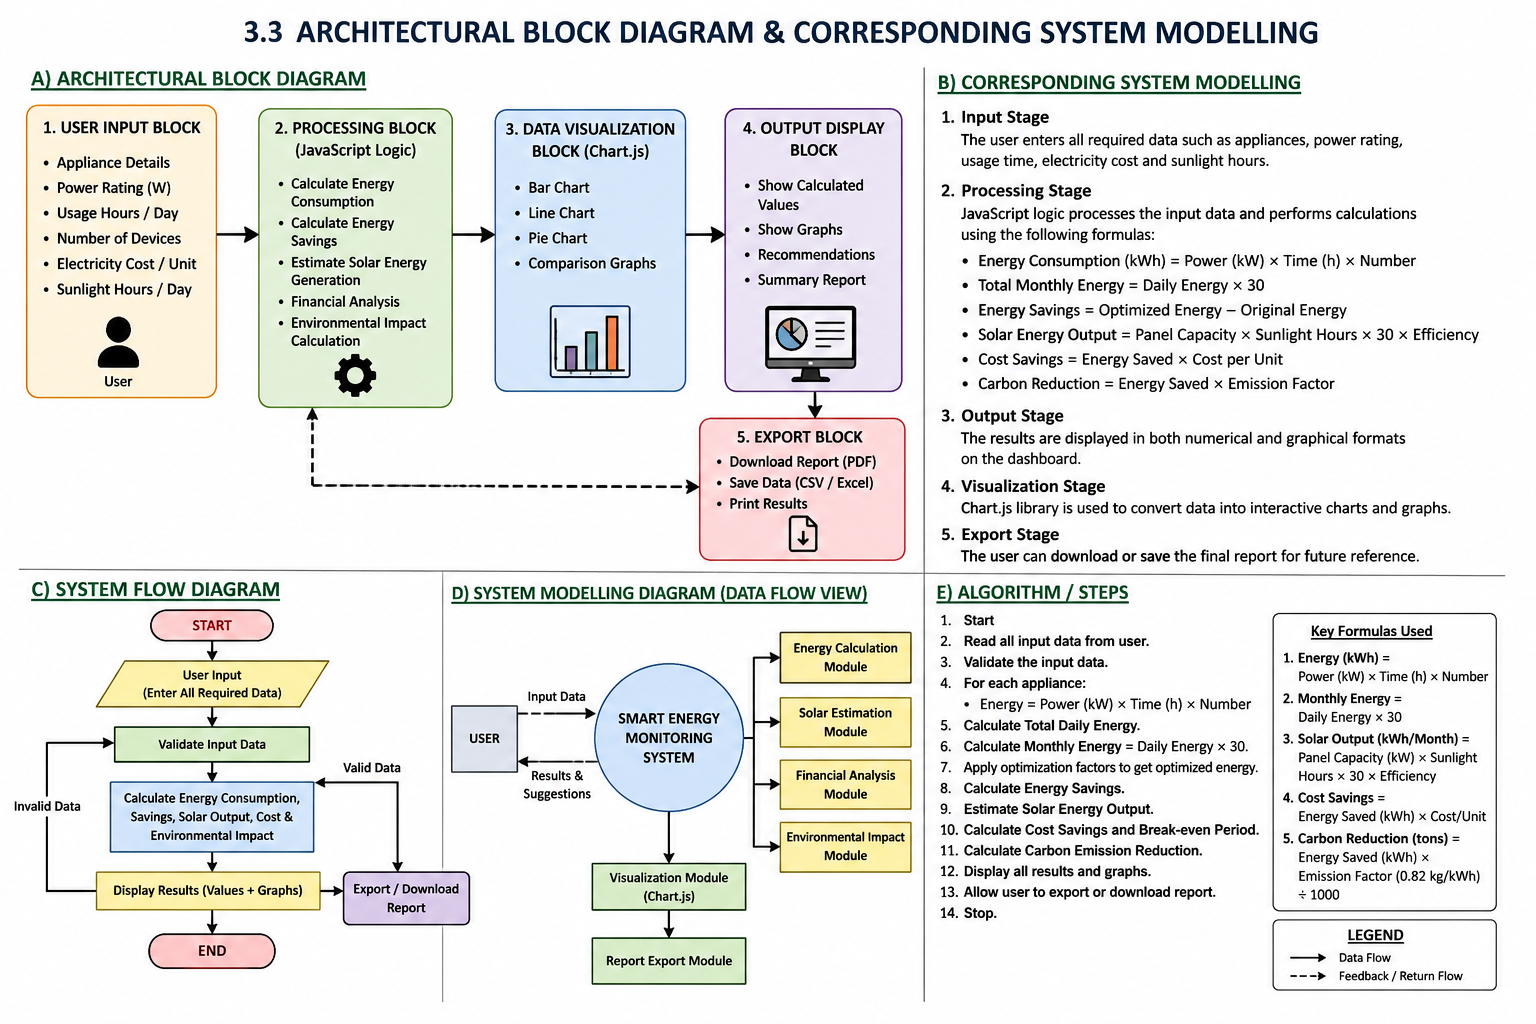 3.3 ARCHITECTURAL BLOCK DIAGRAM & CORRESPONDING SYSTEM MODELLING
A) ARCHITECTURAL BLOCK DIAGRAM
1. USER INPUT BLOCK
• Appliance Details
• Power Rating (W)
• Usage Hours / Day
• Number of Devices
• Electricity Cost / Unit
• Sunlight Hours / Day
User
2. PROCESSING BLOCK
(JavaScript Logic)
• Calculate Energy
Consumption
• Calculate Energy
Savings
• Estimate Solar Energy
Generation
• Financial Analysis
• Environmental Impact
Calculation
3. DATA VISUALIZATION
BLOCK (Chart.js)
• Bar Chart
• Line Chart
• Pie Chart
• Comparison Graphs
4. OUTPUT DISPLAY
BLOCK
• Show Calculated
Values
• Show Graphs
• Recommendations
• Summary Report
5. EXPORT BLOCK
• Download Report (PDF)
• Save Data (CSV / Excel)
• Print Results
B) CORRESPONDING SYSTEM MODELLING
1. Input Stage
The user enters all required data such as appliances, power rating,
usage time, electricity cost and sunlight hours.
2. Processing Stage
JavaScript logic processes the input data and performs calculations
using the following formulas:
• Energy Consumption (kWh) = Power (kW) × Time (h) × Number
• Total Monthly Energy = Daily Energy × 30
• Energy Savings = Optimized Energy − Original Energy
• Solar Energy Output = Panel Capacity × Sunlight Hours × 30 × Efficiency
• Cost Savings = Energy Saved × Cost per Unit
• Carbon Reduction = Energy Saved × Emission Factor
3. Output Stage
The results are displayed in both numerical and graphical formats
on the dashboard.
4. Visualization Stage
Chart.js library is used to convert data into interactive charts and graphs.
5. Export Stage
The user can download or save the final report for future reference.
C) SYSTEM FLOW DIAGRAM
START
User Input
(Enter All Required Data)
Validate Input Data
Valid Data
Invalid Data
Calculate Energy Consumption,
Savings, Solar Output, Cost &
Environmental Impact
Display Results (Values + Graphs)
Export / Download
Report
END
D) SYSTEM MODELLING DIAGRAM (DATA FLOW VIEW)
USER
Input Data
Results &
Suggestions
SMART ENERGY
MONITORING
SYSTEM
Energy Calculation
Module
Solar Estimation
Module
Financial Analysis
Module
Environmental Impact
Module
Visualization Module
(Chart.js)
Report Export Module
E) ALGORITHM / STEPS
1. Start
2. Read all input data from user.
3. Validate the input data.
4. For each appliance:
• Energy = Power (kW) × Time (h) × Number
5. Calculate Total Daily Energy.
6. Calculate Monthly Energy = Daily Energy × 30.
7. Apply optimization factors to get optimized energy.
8. Calculate Energy Savings.
9. Estimate Solar Energy Output.
10. Calculate Cost Savings and Break-even Period.
11. Calculate Carbon Emission Reduction.
12. Display all results and graphs.
13. Allow user to export or download report.
14. Stop.
Key Formulas Used
1. Energy (kWh) =
Power (kW) × Time (h) × Number
2. Monthly Energy =
Daily Energy × 30
3. Solar Output (kWh/Month) =
Panel Capacity (kW) × Sunlight
Hours × 30 × Efficiency
4. Cost Savings =
Energy Saved (kWh) × Cost/Unit
5. Carbon Reduction (tons) =
Energy Saved (kWh) ×
Emission Factor (0.82 kg/kWh)
÷ 1000
LEGEND
Data Flow
Feedback / Return Flow